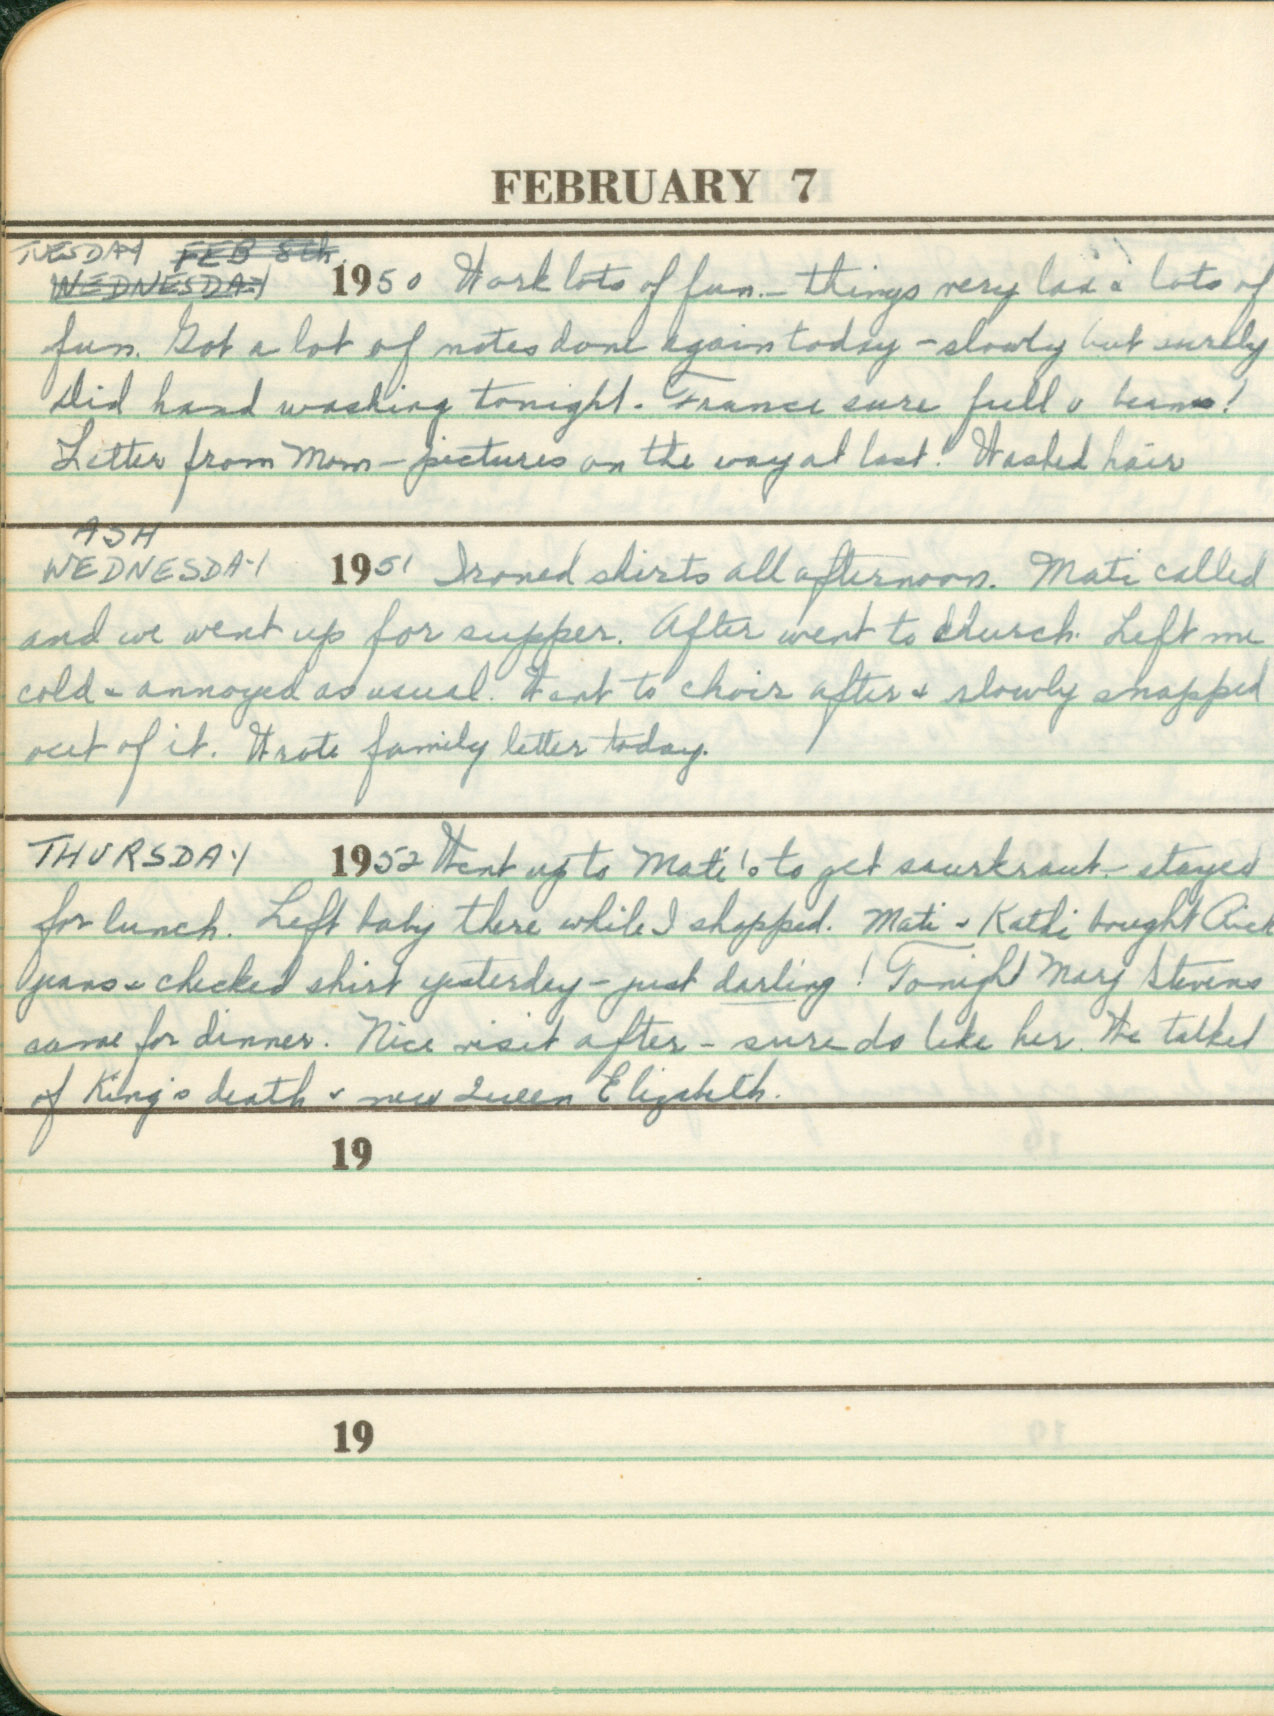 FEBRUARY 7
TUESDAY FEB 8th
WEDNESDAY 1950 Work lots of fun - things very lax & lots of
fun. Got a lot of notes done again today - slowly but surely
Did hand washing tonight. France sure full o beans!
Letter from Mom - pictures on the way at last! Washed hair
ASH
WEDNESDAY 1951 Ironed shirts all afternoon. Mati called
and we went up for supper. After went to church. Left me
cold & annoyed as usual. Went to choir after & slowly snapped
out of it. Wrote family letter today.
THURSDAY 1952 Went up to Mati's to get saurkraut - stayed
for lunch. Left baby there while I shopped. Mati & Kathi bought Rick
jeans & checked shirt yesterday - just darling! Tonight Marj Stevens
came for dinner. Nice visit after - sure do like her. We talked
of King's death & new Queen Elizabeth.
19
19